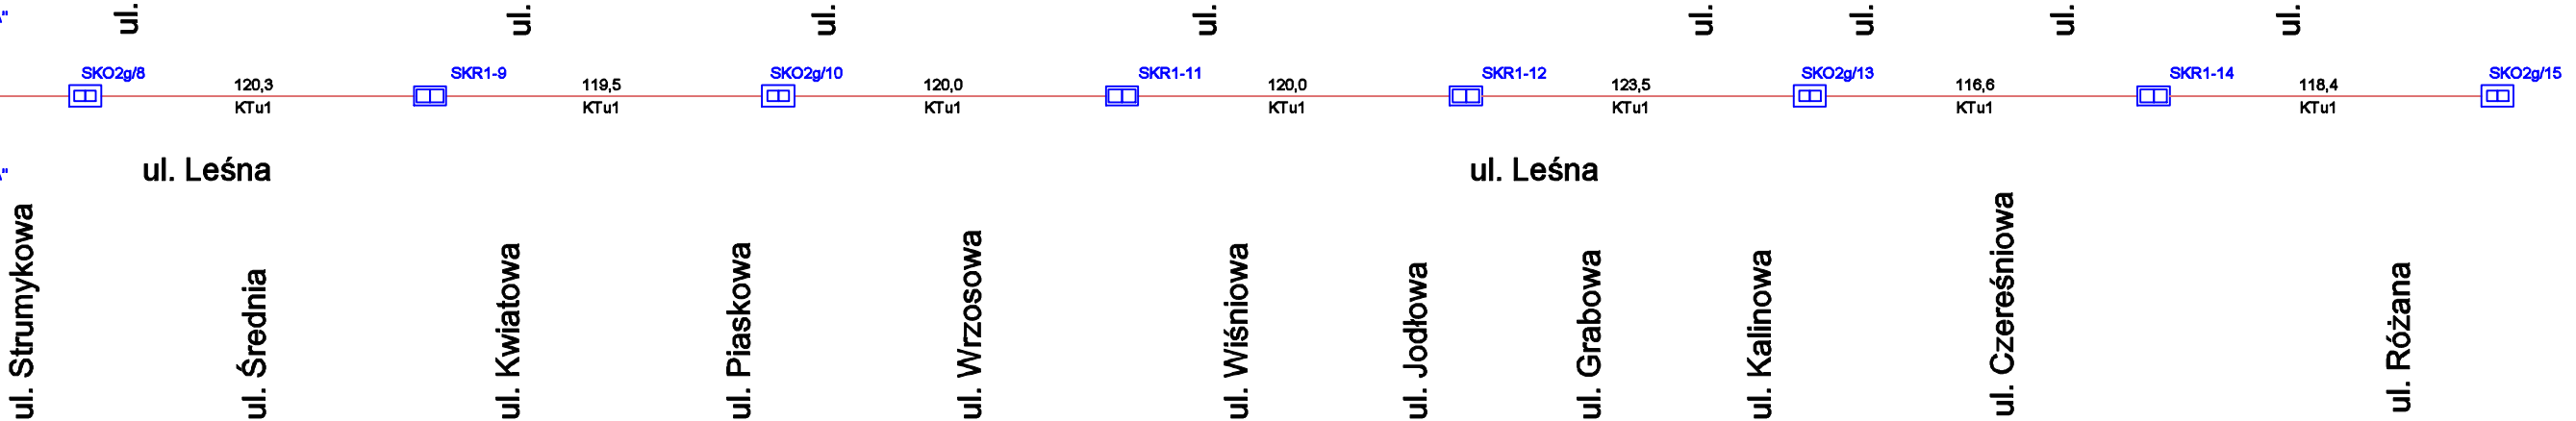 ul.
ul.
ul.
ul.
ul.
ul.
ul.
ul.
SKO2g/8
120,3
KTu1
SKR1-9
119,5
KTu1
SKO2g/10
120,0
KTu1
SKR1-11
120,0
KTu1
SKR1-12
123,5
KTu1
SKO2g/13
116,6
KTu1
SKR1-14
118,4
KTu1
SKO2g/15
ul. Leśna
ul. Leśna
ul. Strumykowa
ul. Średnia
ul. Kwiatowa
ul. Piaskowa
ul. Wrzosowa
ul. Wiśniowa
ul. Jodłowa
ul. Grabowa
ul. Kalinowa
ul. Czereśniowa
ul. Różana